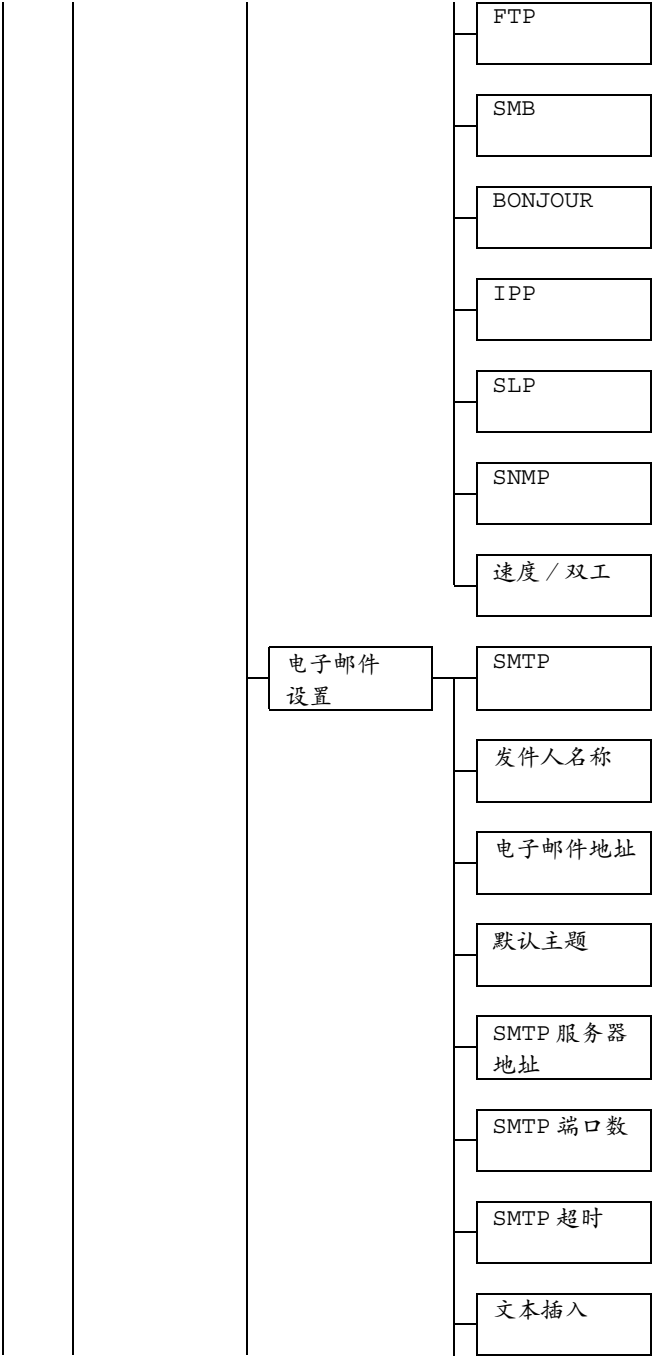 FTP
SMB
BONJOUR
IPP
SLP
SNMP
速度/双工
电子邮件
设置
SMTP
发件人名称
电子邮件地址
默认主题
SMTP 服务器
地址
SMTP 端口数
SMTP 超时
文本插入